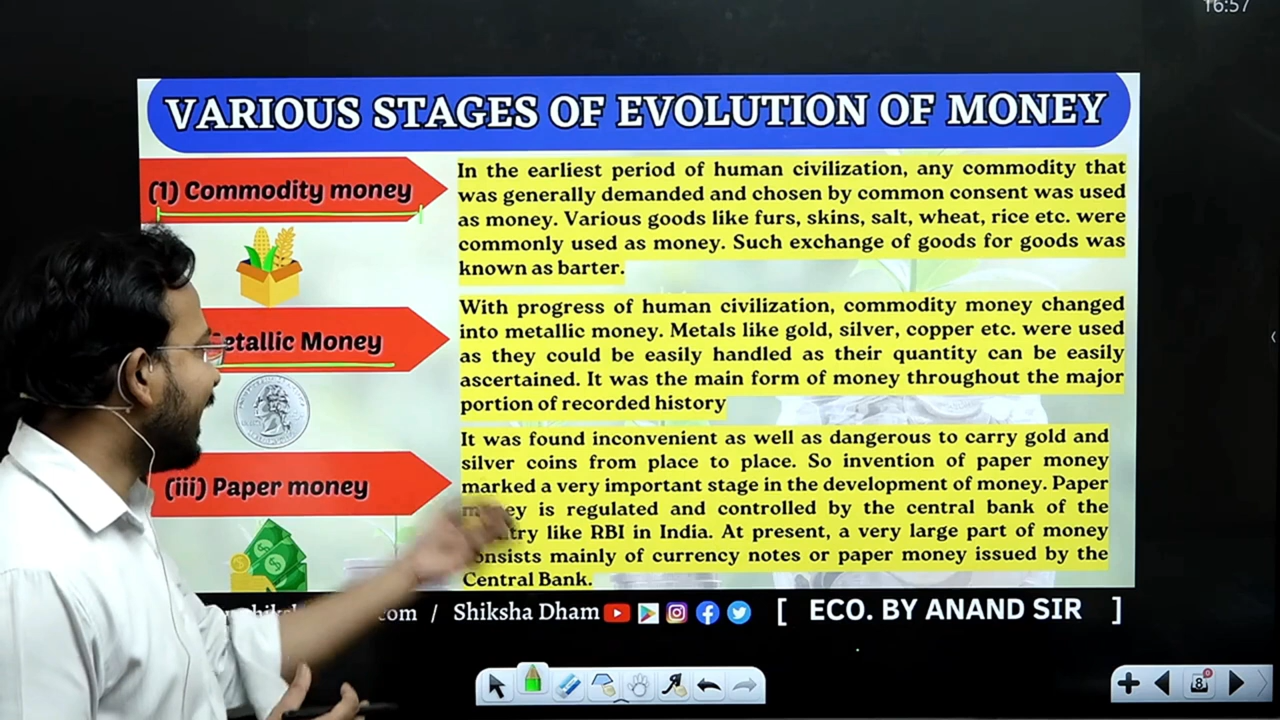 16:57
VARIOUS STAGES OF EVOLUTION OF MONEY
(1) Commodity money
In the earliest period of human civilization, any commodity that
was generally demanded and chosen by common consent was used
as money. Various goods like furs, skins, salt, wheat, rice etc. were
commonly used as money. Such exchange of goods for goods was
known as barter.
Metallic Money
With progress of human civilization, commodity money changed
into metallic money. Metals like gold, silver, copper etc. were used
as they could be easily handled as their quantity can be easily
ascertained. It was the main form of money throughout the major
portion of recorded history
(iii) Paper money
It was found inconvenient as well as dangerous to carry gold and
silver coins from place to place. So invention of paper money
marked a very important stage in the development of money. Paper
money is regulated and controlled by the central bank of the
country like RBI in India. At present, a very large part of money
consists mainly of currency notes or paper money issued by the
Central Bank.
com / Shiksha Dham [ ECO. BY ANAND SIR ]
8